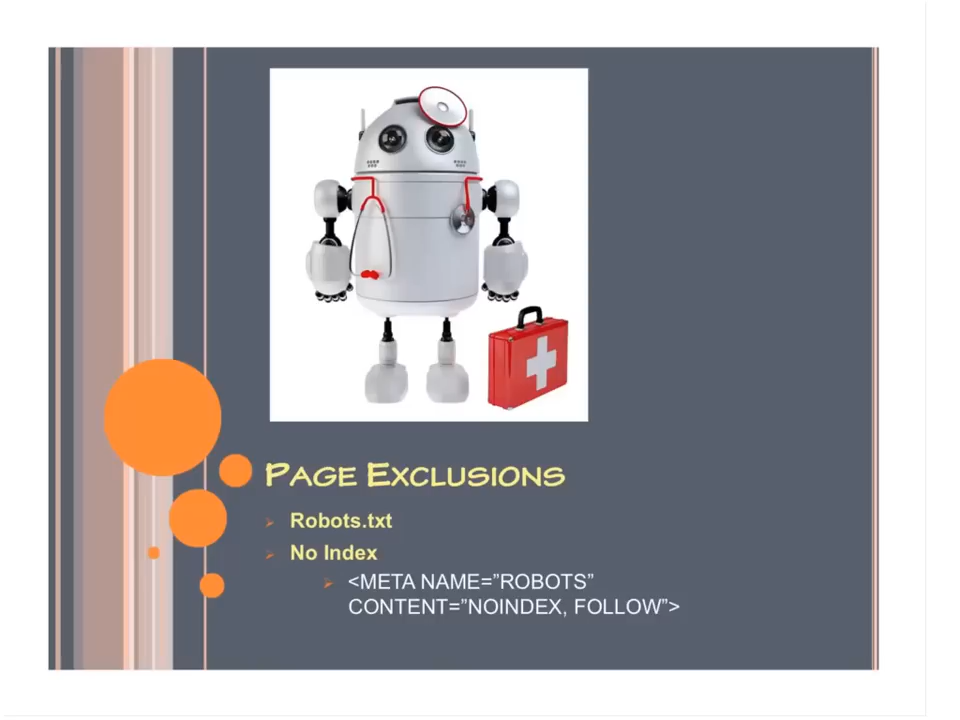 PAGE EXCLUSIONS
Robots.txt
No Index
<META NAME=”ROBOTS”
CONTENT=”NOINDEX, FOLLOW”>